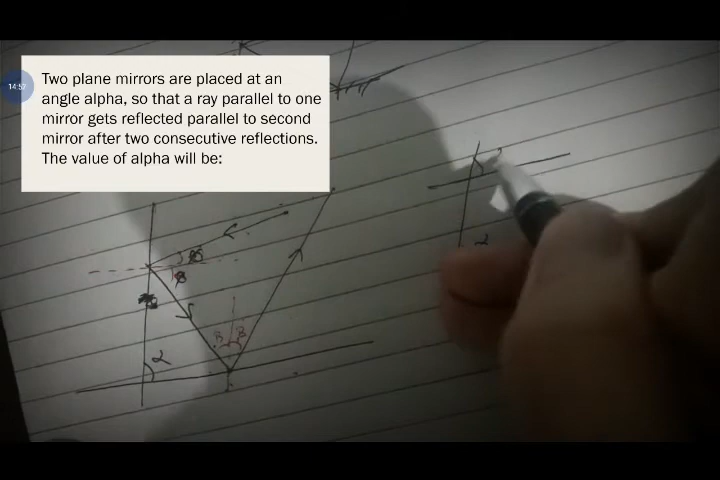 14:52
Two plane mirrors are placed at an
angle alpha, so that a ray parallel to one
mirror gets reflected parallel to second
mirror after two consecutive reflections.
The value of alpha will be:
α
B
B
α